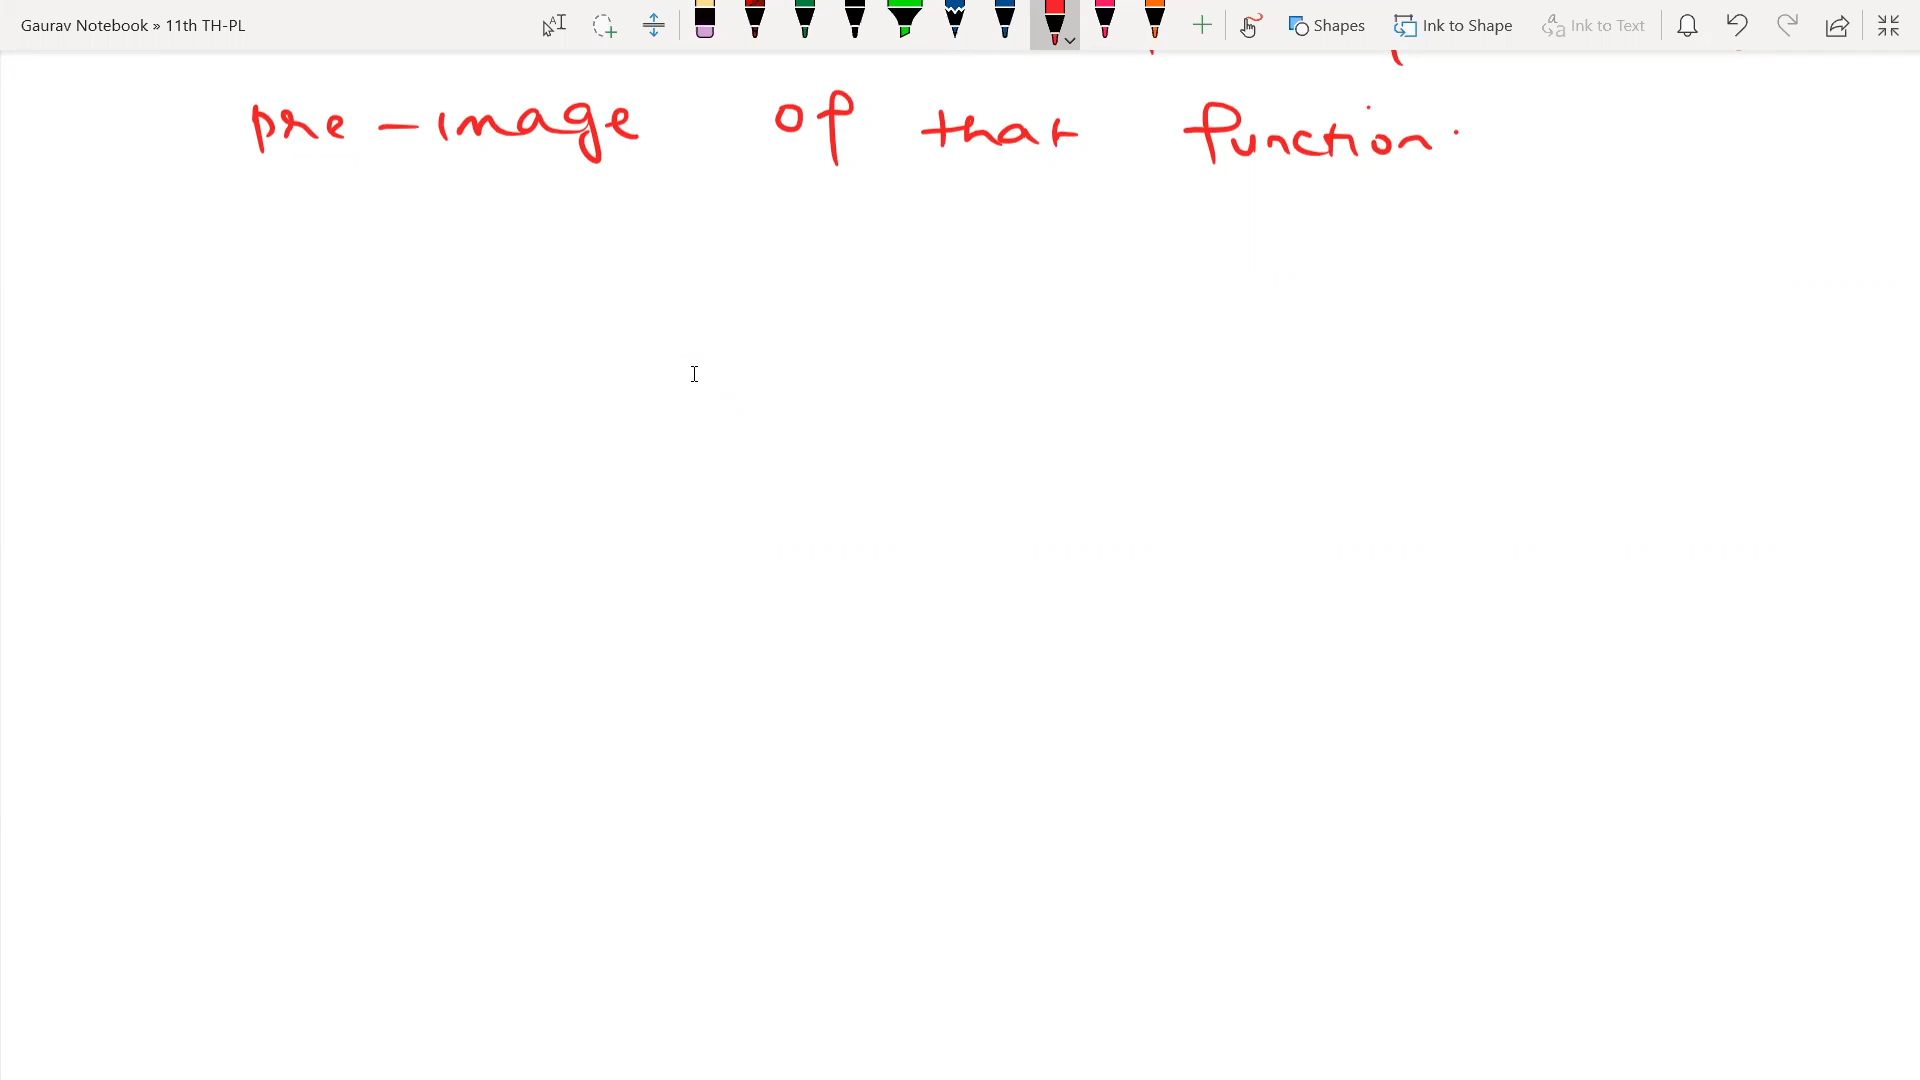 Gaurav Notebook » 11th TH-PL
Shapes
Ink to Shape
Ink to Text
pre-image of that function.